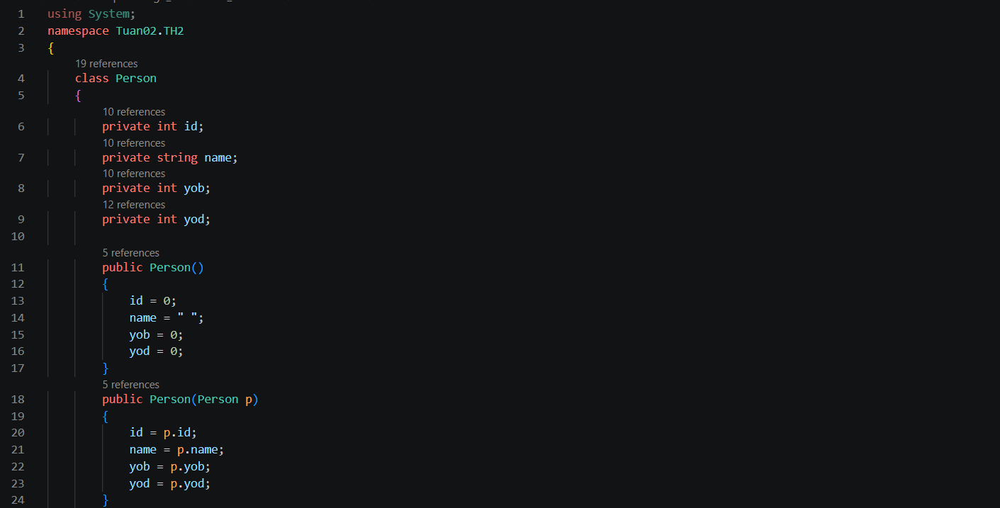 1 using System;
2 namespace Tuan02.TH2
3 {
19 references
4 class Person
5 {
10 references
6 private int id;
10 references
7 private string name;
10 references
8 private int yob;
12 references
9 private int yod;
10
5 references
11 public Person()
12 {
13 id = 0;
14 name = " ";
15 yob = 0;
16 yod = 0;
17 }
5 references
18 public Person(Person p)
19 {
20 id = p.id;
21 name = p.name;
22 yob = p.yob;
23 yod = p.yod;
24 }